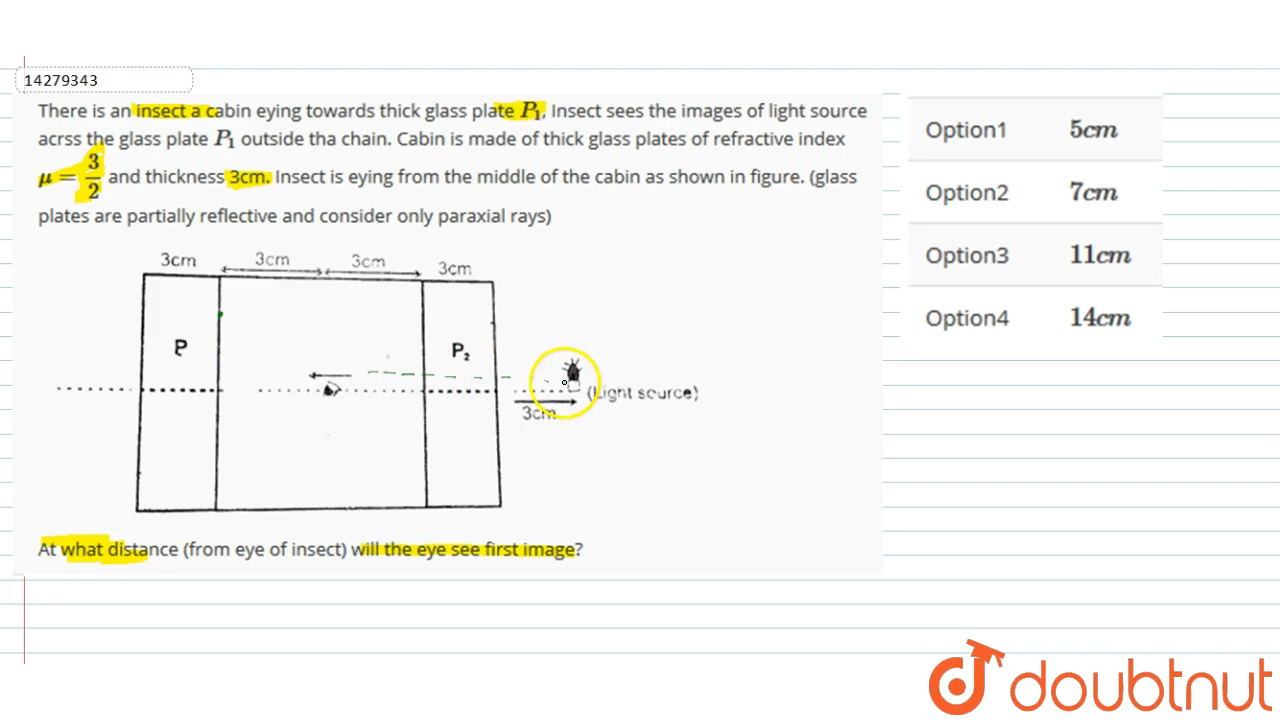 14279343
There is an insect a cabin eying towards thick glass plate P₁, Insect sees the images of light source
acrss the glass plate P₁ outside tha chain. Cabin is made of thick glass plates of refractive index
μ = 3/2 and thickness 3cm. Insect is eying from the middle of the cabin as shown in figure. (glass
plates are partially reflective and consider only paraxial rays)
3cm 3cm 3cm 3cm
P P₂
(Light source)
3cm
At what distance (from eye of insect) will the eye see first image?
Option1 5cm
Option2 7cm
Option3 11cm
Option4 14cm
doubtnut